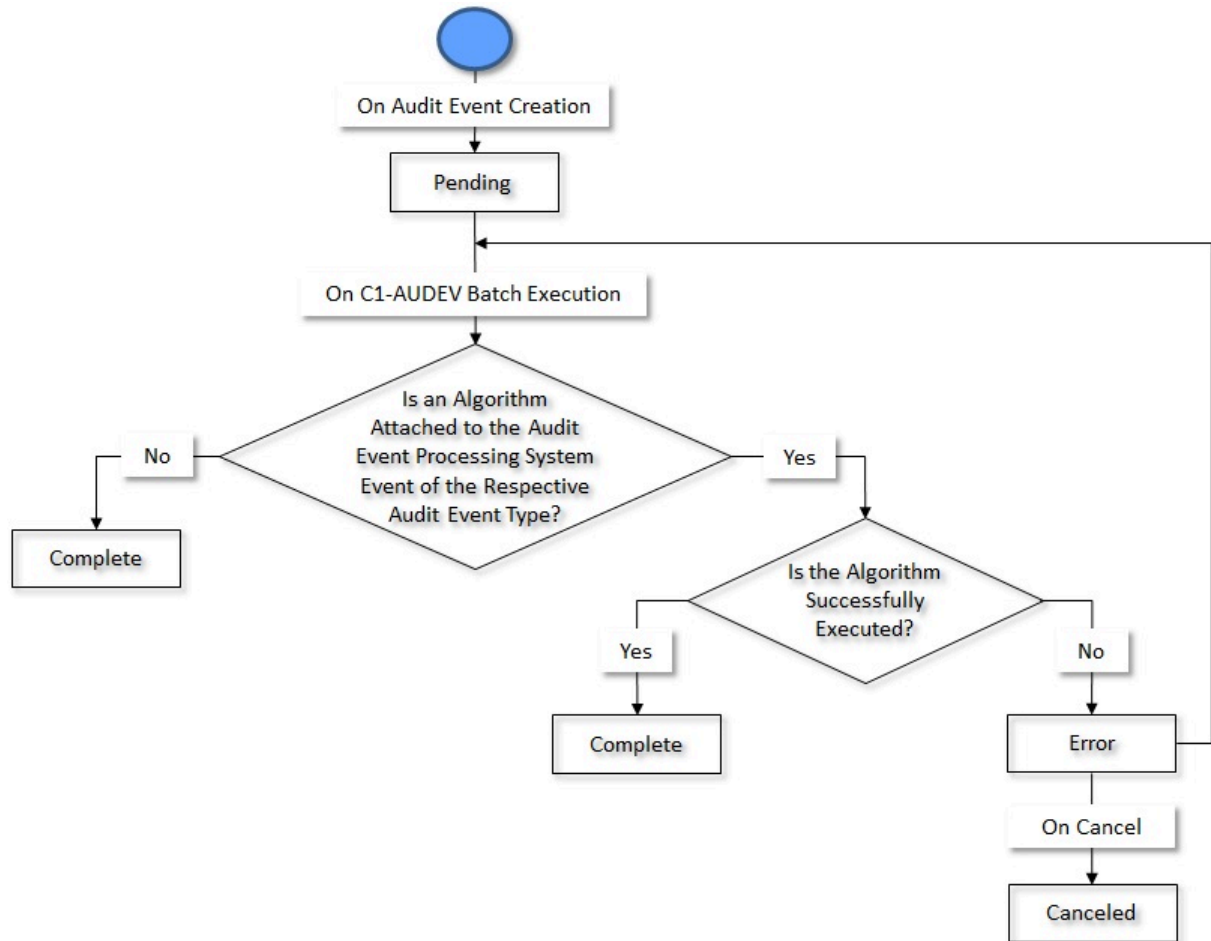 On Audit Event Creation
Pending
On C1-AUDEV Batch Execution
Is an Algorithm
Attached to the Audit
Event Processing System
Event of the Respective
Audit Event Type?
No
Yes
Complete
Is the Algorithm
Successfully
Executed?
Yes
No
Complete
Error
On Cancel
Canceled